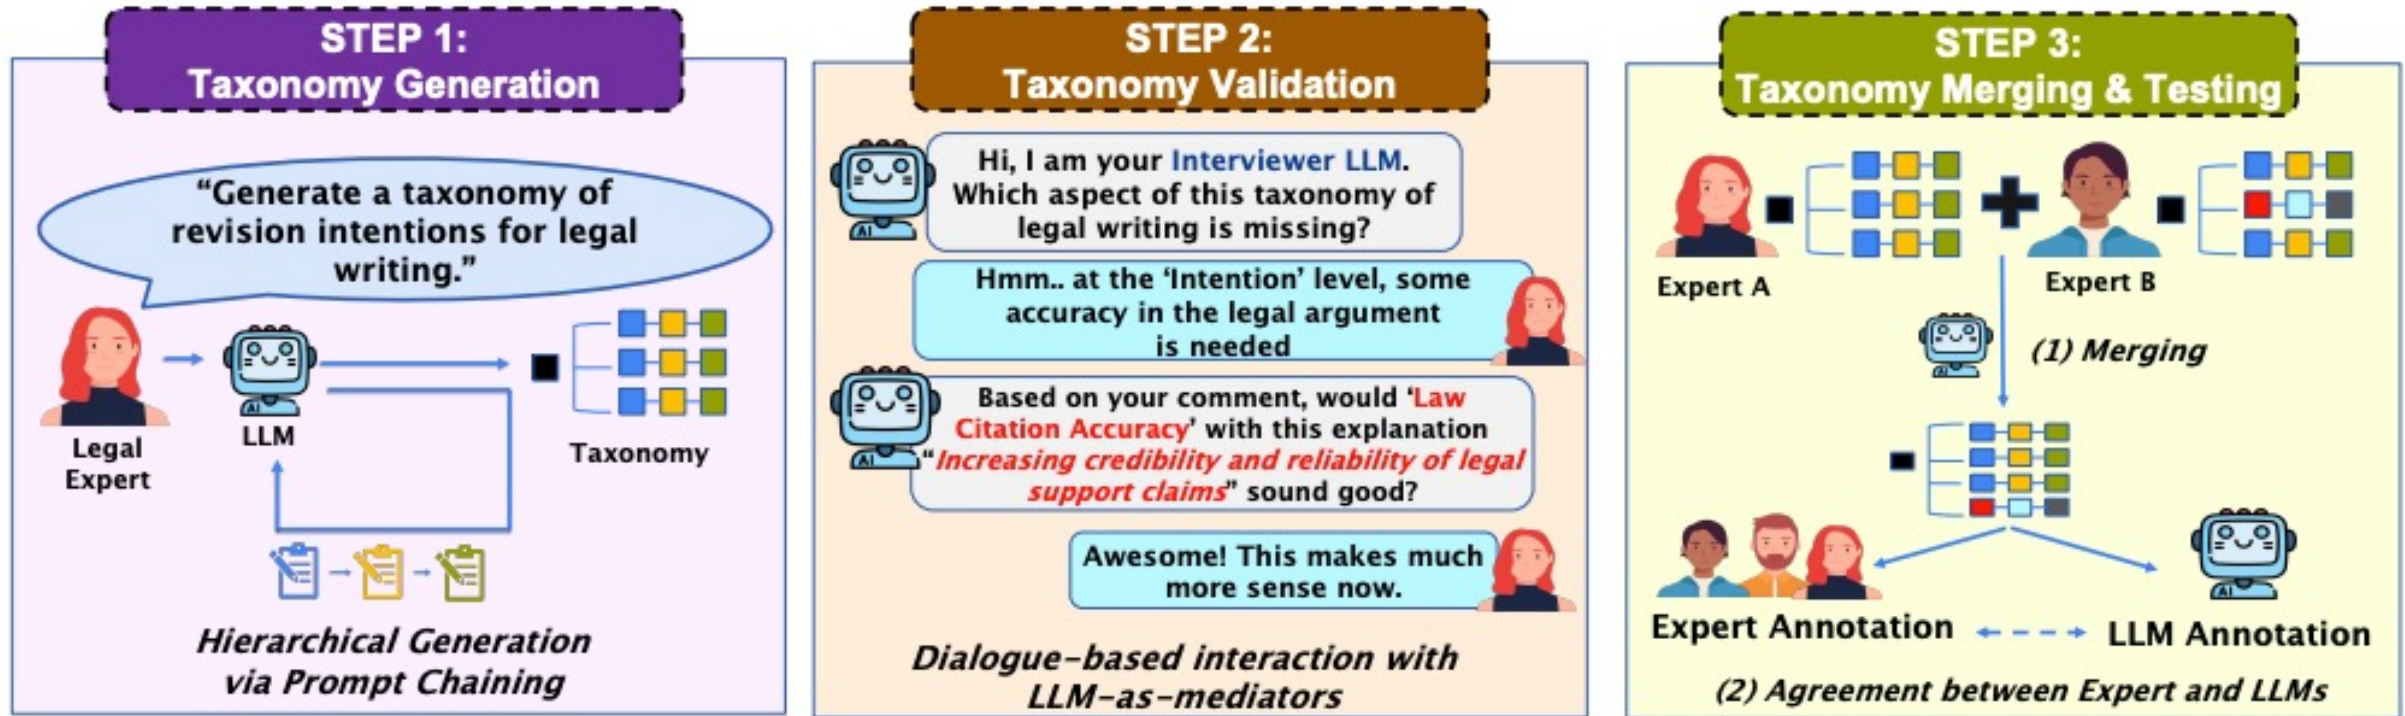 STEP 1:
Taxonomy Generation
“Generate a taxonomy of
revision intentions for legal
writing.”
AI
Legal
Expert
LLM
Taxonomy
Hierarchical Generation
via Prompt Chaining
STEP 2:
Taxonomy Validation
Hi, I am your Interviewer LLM.
Which aspect of this taxonomy of
legal writing is missing?
AI
Hmm.. at the ‘Intention’ level, some
accuracy in the legal argument
is needed
Based on your comment, would ‘Law
Citation Accuracy’ with this explanation
“Increasing credibility and reliability of legal
support claims” sound good?
AI
Awesome! This makes much
more sense now.
Dialogue-based interaction with
LLM-as-mediators
STEP 3:
Taxonomy Merging & Testing
Expert A
Expert B
AI
(1) Merging
AI
Expert Annotation
LLM Annotation
(2) Agreement between Expert and LLMs